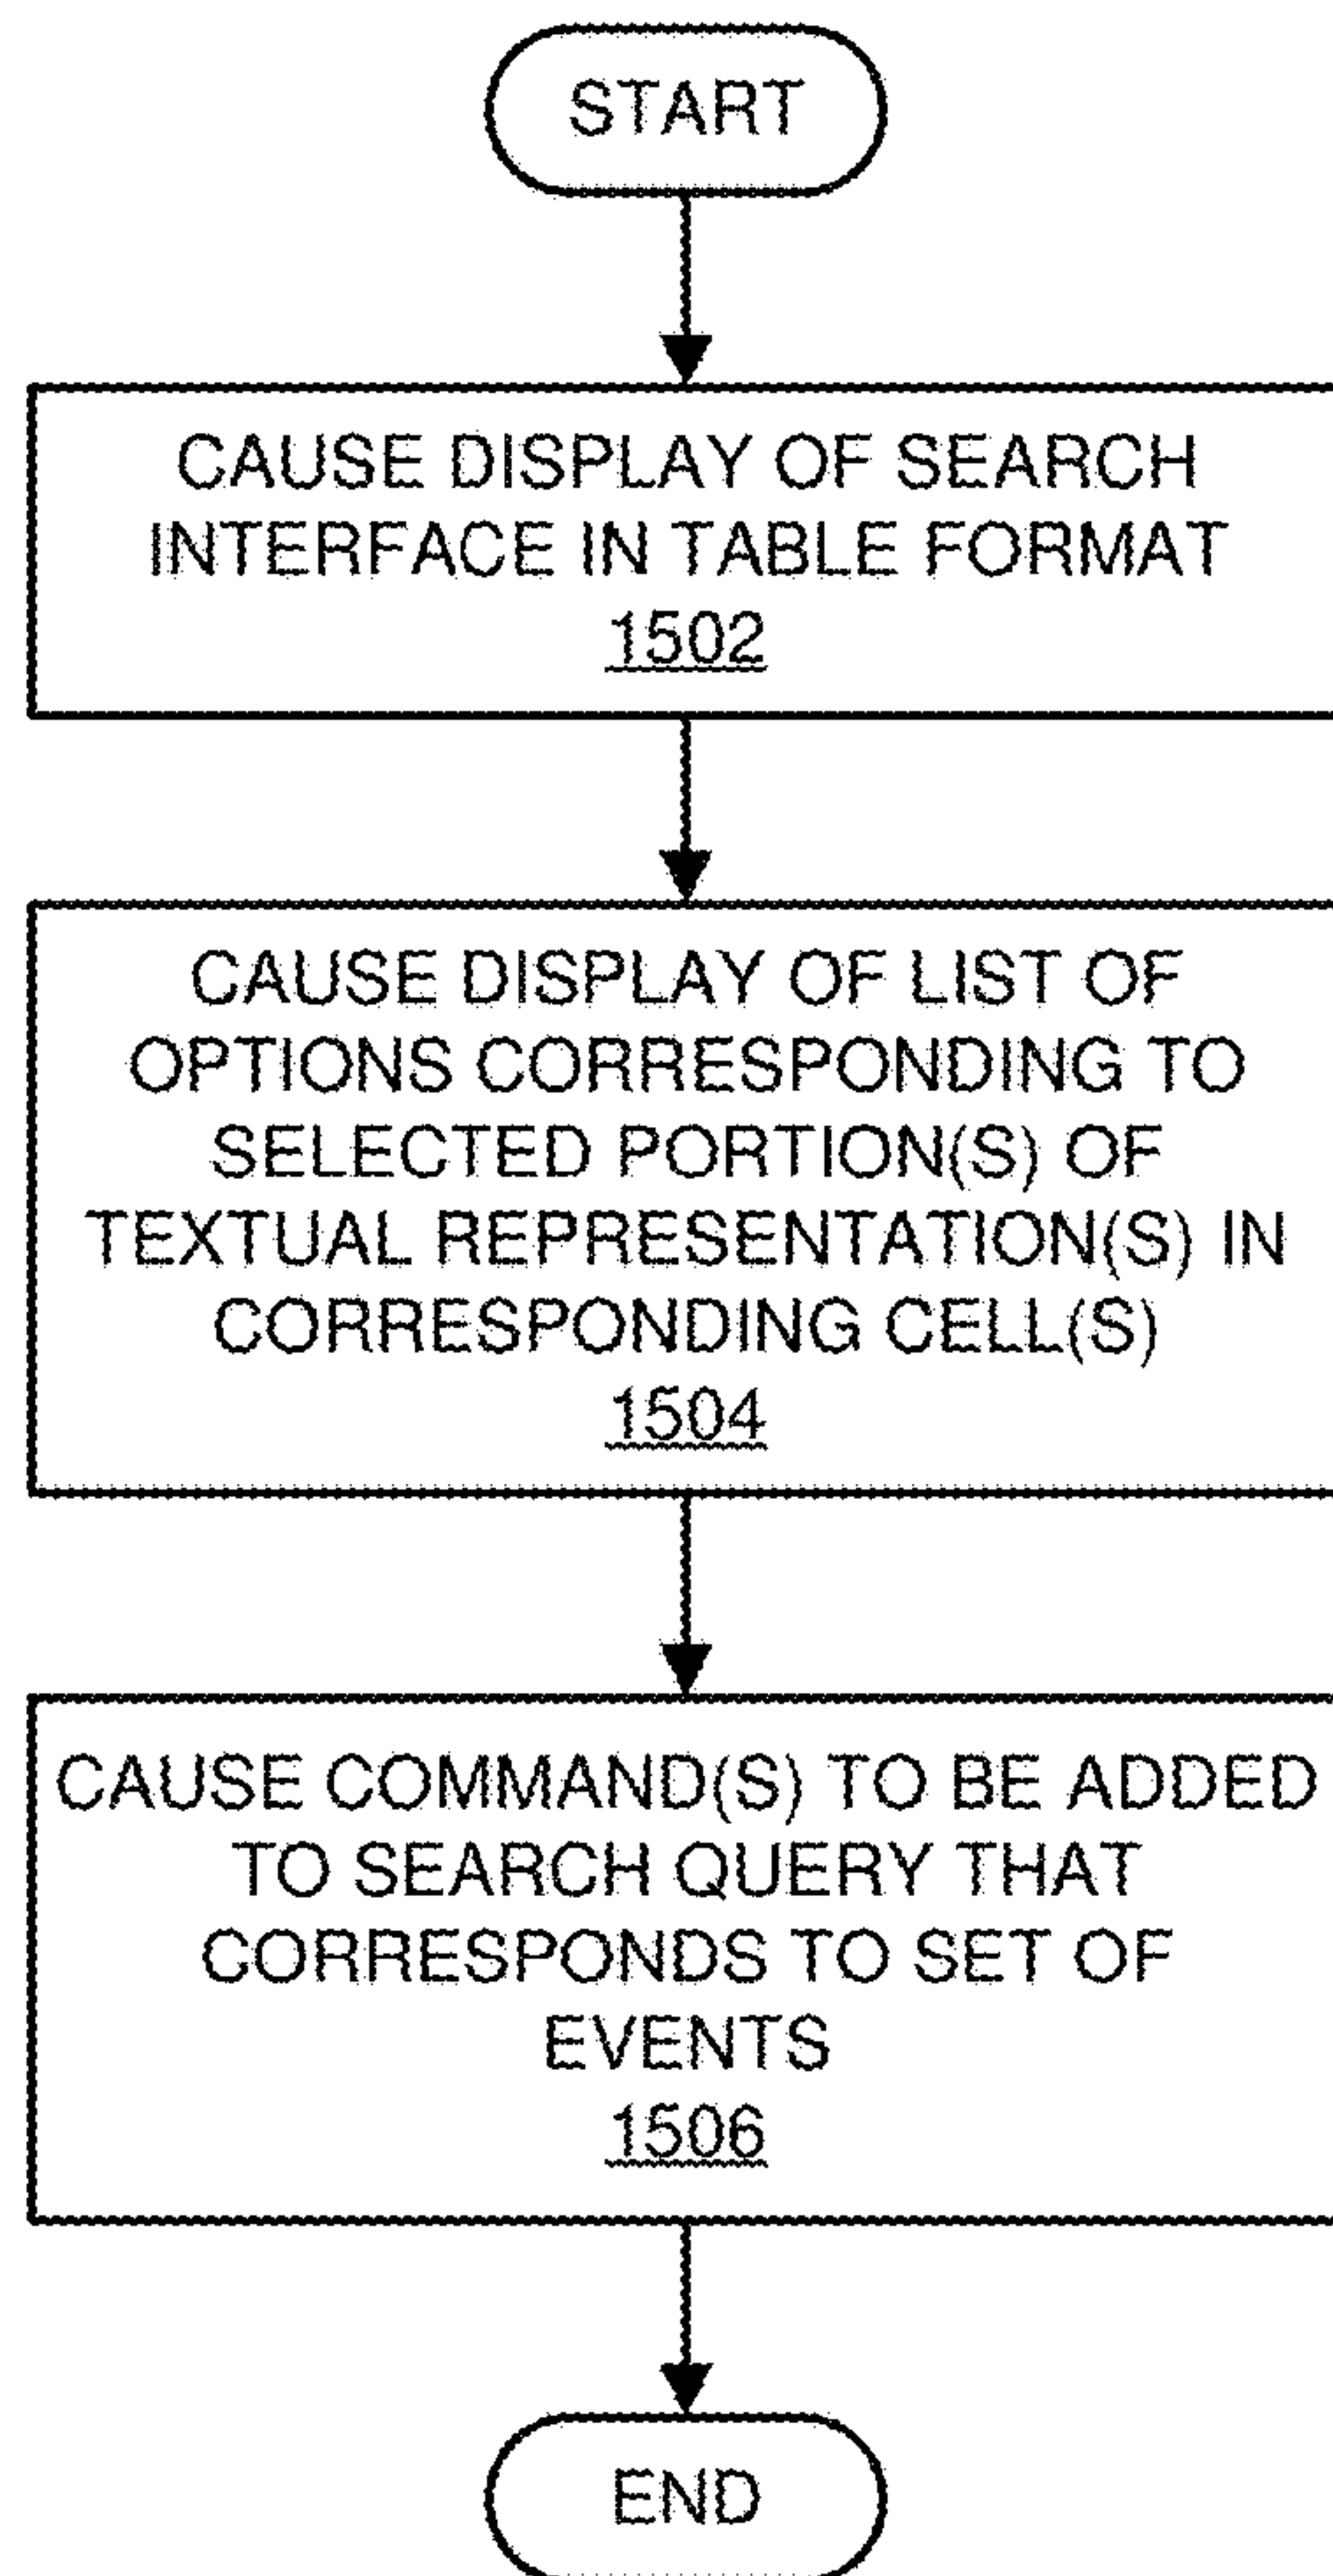 START
CAUSE DISPLAY OF SEARCH
INTERFACE IN TABLE FORMAT
1502
CAUSE DISPLAY OF LIST OF
OPTIONS CORRESPONDING TO
SELECTED PORTION(S) OF
TEXTUAL REPRESENTATION(S) IN
CORRESPONDING CELL(S)
1504
CAUSE COMMAND(S) TO BE ADDED
TO SEARCH QUERY THAT
CORRESPONDS TO SET OF
EVENTS
1506
END